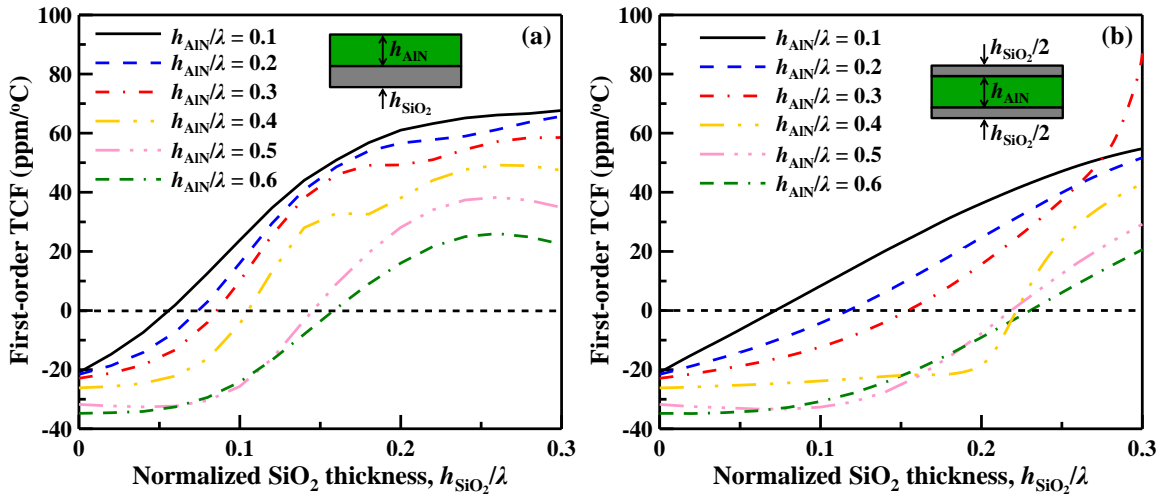 (a)
First-order TCF (ppm/°C)
100
80
60
40
20
0
-20
-40
h_AlN/λ = 0.1
h_AlN/λ = 0.2
h_AlN/λ = 0.3
h_AlN/λ = 0.4
h_AlN/λ = 0.5
h_AlN/λ = 0.6
h_AlN
h_SiO₂
0
0.1
0.2
0.3
Normalized SiO₂ thickness, h_SiO₂/λ
(b)
First-order TCF (ppm/°C)
100
80
60
40
20
0
-20
-40
h_AlN/λ = 0.1
h_AlN/λ = 0.2
h_AlN/λ = 0.3
h_AlN/λ = 0.4
h_AlN/λ = 0.5
h_AlN/λ = 0.6
h_SiO₂/2
h_AlN
h_SiO₂/2
0
0.1
0.2
0.3
Normalized SiO₂ thickness, h_SiO₂/λ